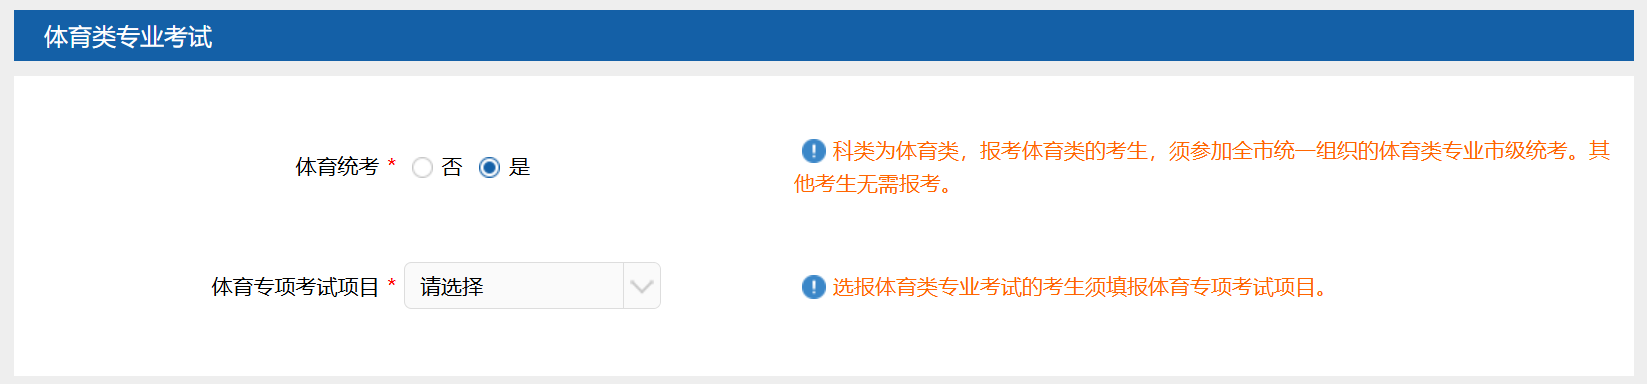 体育类专业考试
体育统考 * 否 是
科类为体育类，报考体育类的考生，须参加全市统一组织的体育类专业市级统考。其
他考生无需报考。
体育专项考试项目 * 请选择
选报体育类专业考试的考生须填报体育专项考试项目。